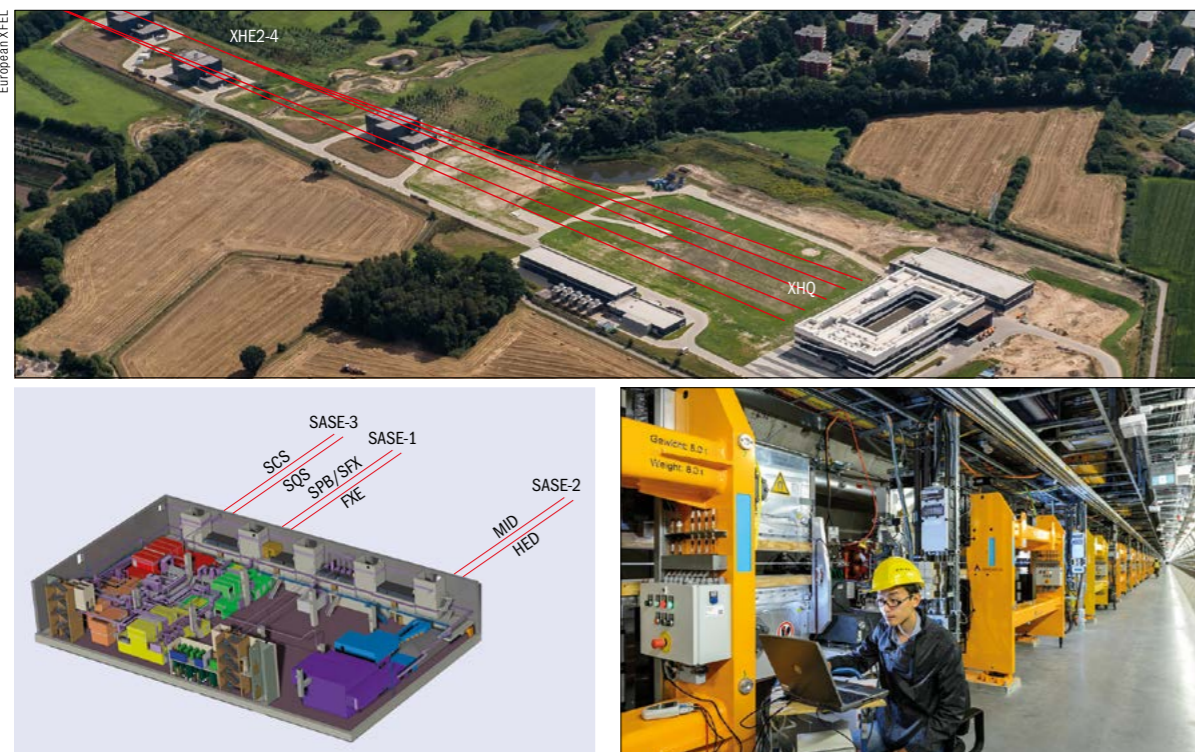 European XFEL
XHE2-4
XHQ
SASE-3
SCS
SASE-1
SQS
SPB/SFX
FXE
SASE-2
MID
HED
Gewicht: 8.0 t
Weight: 8.0 t